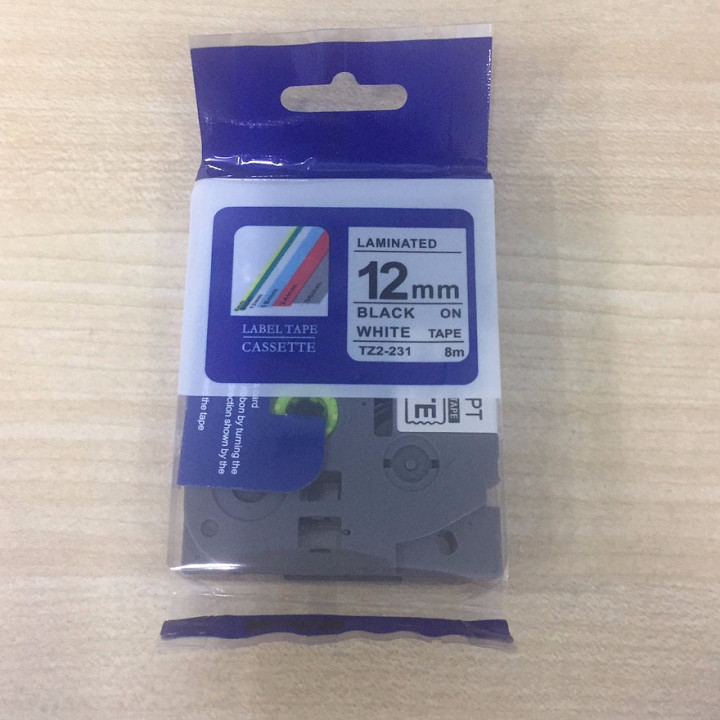 LAMINATED
12mm
BLACK ON
WHITE TAPE
TZ2-231 8m
LABEL TAPE
CASSETTE
bon by turning the
ction shown by the
the tape
PT
E
TAPE